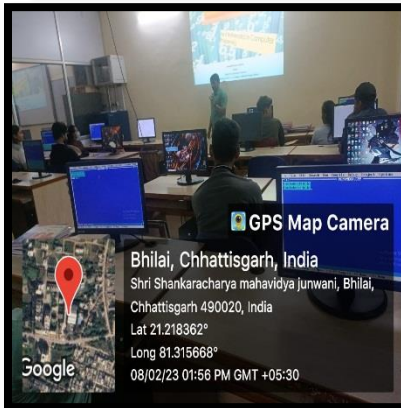 GPS Map Camera
Bhilai, Chhattisgarh, India
Shri Shankaracharya mahavidya junwani, Bhilai,
Chhattisgarh 490020, India
Lat 21.218362°
Long 81.315668°
08/02/23 01:56 PM GMT +05:30
Google